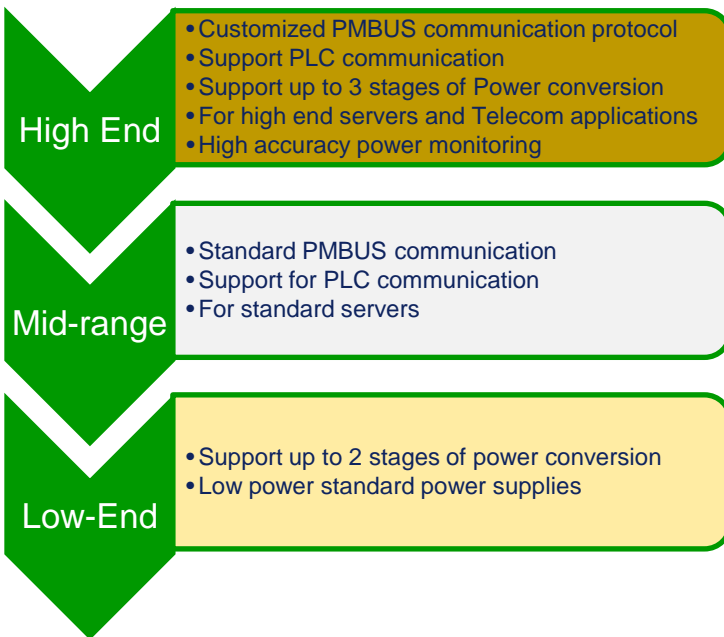 High End
• Customized PMBUS communication protocol
• Support PLC communication
• Support up to 3 stages of Power conversion
• For high end servers and Telecom applications
• High accuracy power monitoring
Mid-range
• Standard PMBUS communication
• Support for PLC communication
• For standard servers
Low-End
• Support up to 2 stages of power conversion
• Low power standard power supplies